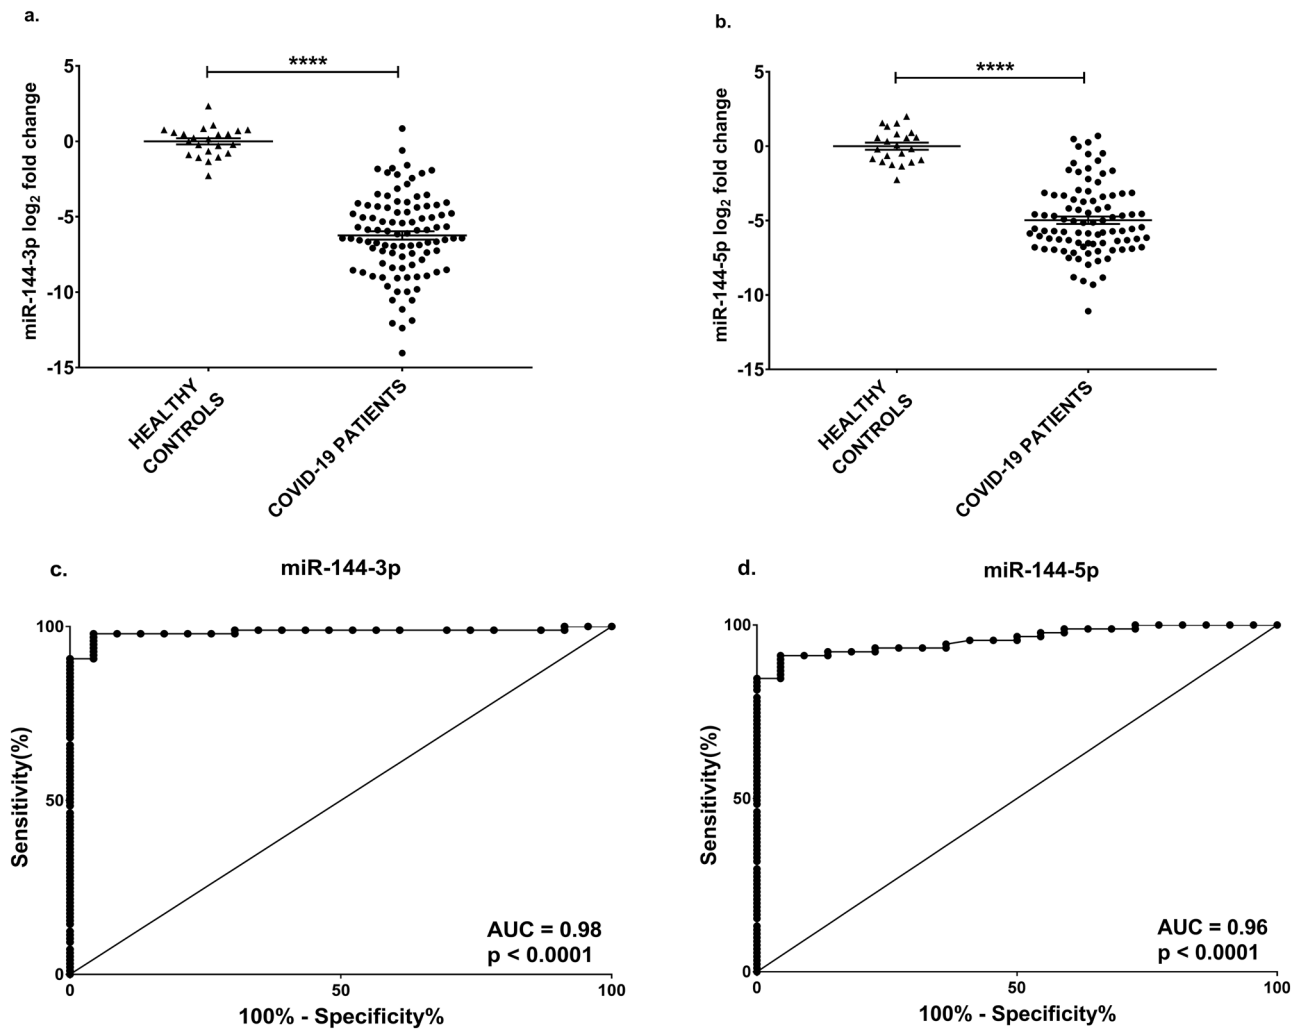 a.
****
5
0
-5
-10
-15
miR-144-3p log2 fold change
HEALTHY
CONTROLS
COVID-19 PATIENTS
b.
****
5
0
-5
-10
-15
miR-144-5p log2 fold change
HEALTHY
CONTROLS
COVID-19 PATIENTS
c.
miR-144-3p
100
50
0
Sensitivity(%)
AUC = 0.98
p < 0.0001
0
50
100
100% - Specificity%
d.
miR-144-5p
100
50
0
Sensitivity(%)
AUC = 0.96
p < 0.0001
0
50
100
100% - Specificity%